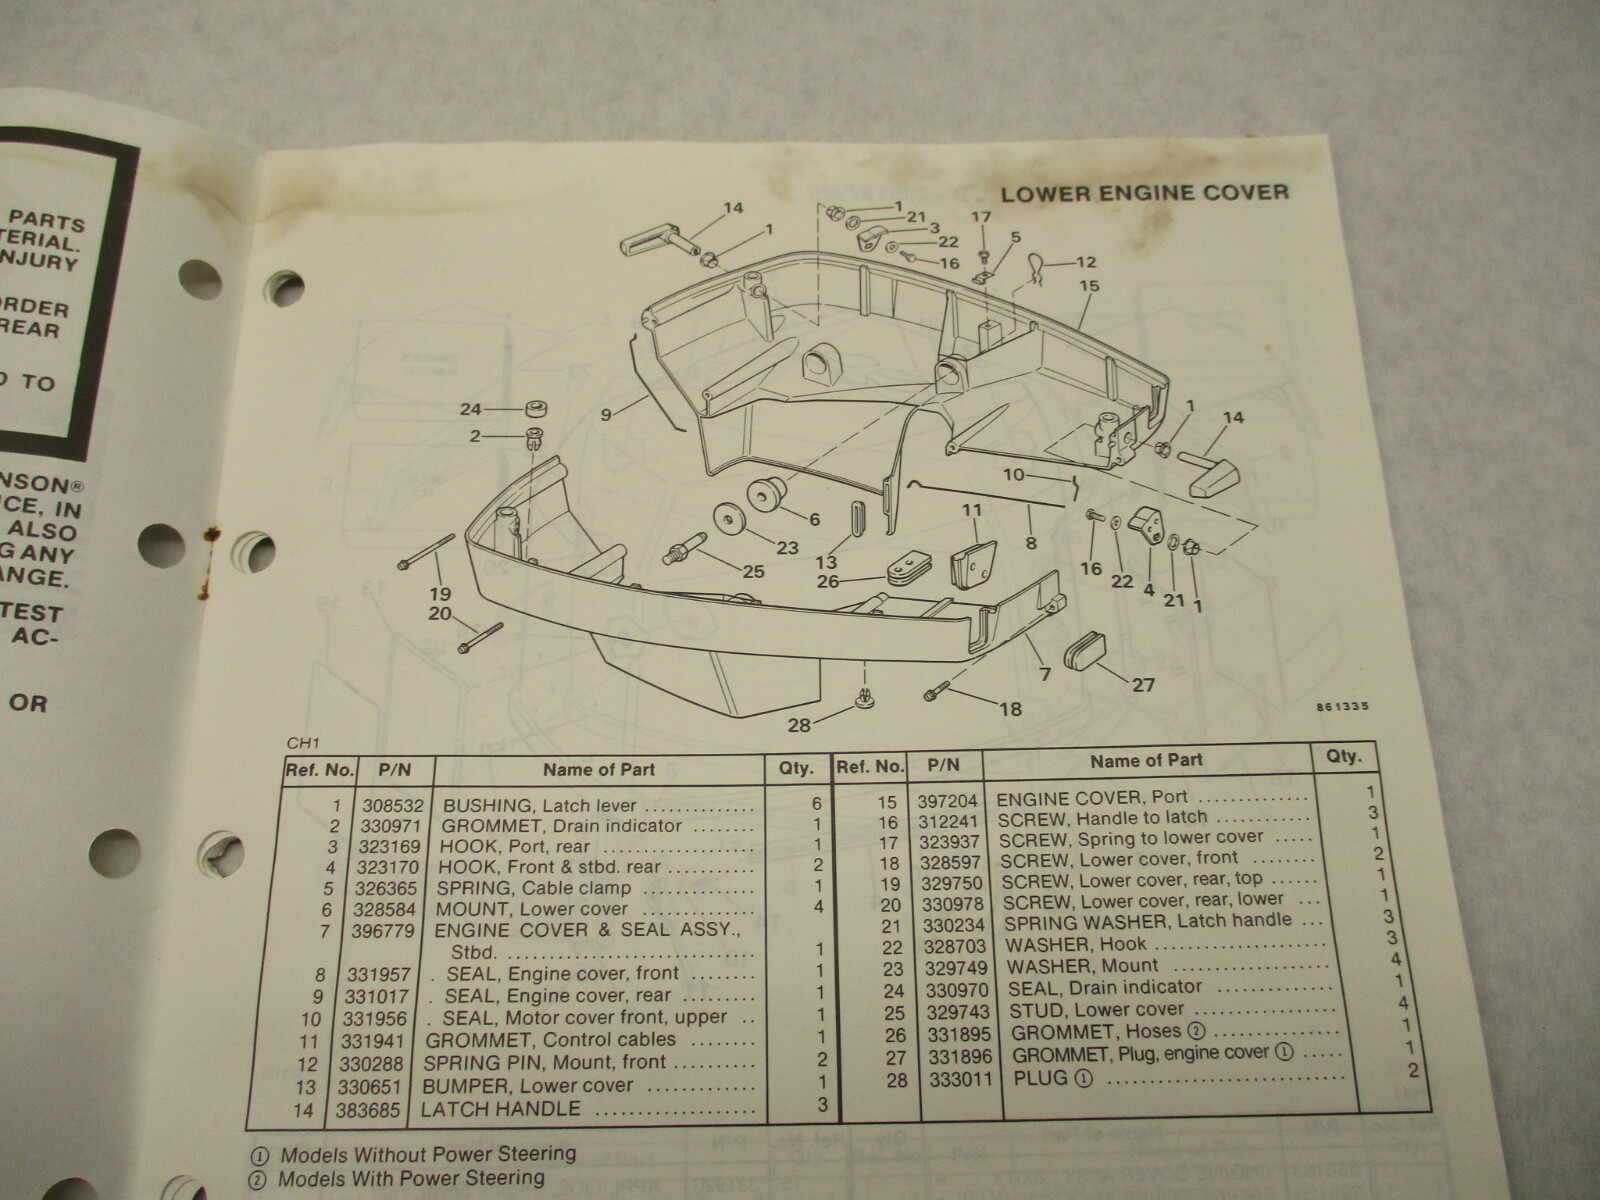 PARTS
TERIAL.
NJURY
ORDER
REAR
TO
NSON®
ICE, IN
ALSO
G ANY
ANGE.
TEST
AC-
OR
LOWER ENGINE COVER
14
1
1
21
3
22
16
17
5
12
15
9
24
2
1
14
10
11
8
6
23
13
25
26
16
22
4
21
1
19
20
7
27
18
28
861335
CH1
Ref. No. P/N Name of Part Qty. Ref. No. P/N Name of Part Qty.
1 308532 BUSHING, Latch lever .............. 6
2 330971 GROMMET, Drain indicator ........ 1
3 323169 HOOK, Port, rear ................... 1
4 323170 HOOK, Front & stbd. rear ........... 2
5 326365 SPRING, Cable clamp .............. 1
6 328584 MOUNT, Lower cover .............. 4
7 396779 ENGINE COVER & SEAL ASSY.,
Stbd. ............................... 1
8 331957 . SEAL, Engine cover, front ........ 1
9 331017 . SEAL, Engine cover, rear ......... 1
10 331956 . SEAL, Motor cover front, upper .. 1
11 331941 GROMMET, Control cables ........ 1
12 330288 SPRING PIN, Mount, front .......... 2
13 330651 BUMPER, Lower cover ............. 1
14 383685 LATCH HANDLE ................... 3
15 397204 ENGINE COVER, Port .............. 1
16 312241 SCREW, Handle to latch ............ 3
17 323937 SCREW, Spring to lower cover ..... 1
18 328597 SCREW, Lower cover, front ........ 2
19 329750 SCREW, Lower cover, rear, top ...... 1
20 330978 SCREW, Lower cover, rear, lower ... 1
21 330234 SPRING WASHER, Latch handle ... 3
22 328703 WASHER, Hook ..................... 3
23 329749 WASHER, Mount ................... 4
24 330970 SEAL, Drain indicator .............. 1
25 329743 STUD, Lower cover ................. 4
26 331895 GROMMET, Hoses ② ............... 1
27 331896 GROMMET, Plug, engine cover ① ..... 1
28 333011 PLUG ① ............................. 2
① Models Without Power Steering
② Models With Power Steering